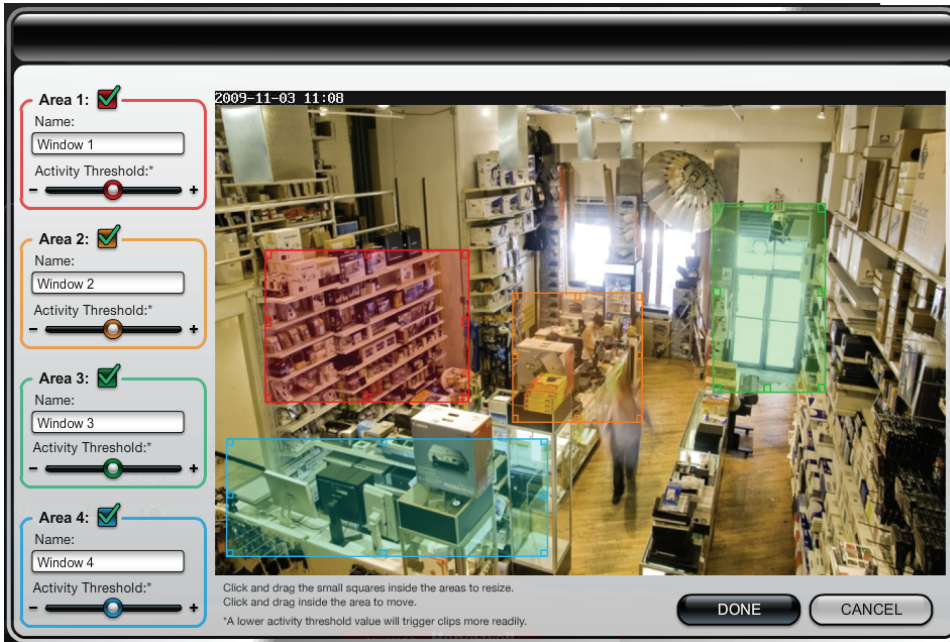 2009-11-03 11:08
Area 1:
Name:
Window 1
Activity Threshold:*
- +
Area 2:
Name:
Window 2
Activity Threshold:*
- +
Area 3:
Name:
Window 3
Activity Threshold:*
- +
Area 4:
Name:
Window 4
Activity Threshold:*
- +
Click and drag the small squares inside the areas to resize.
Click and drag inside the area to move.
*A lower activity threshold value will trigger clips more readily.
DONE
CANCEL